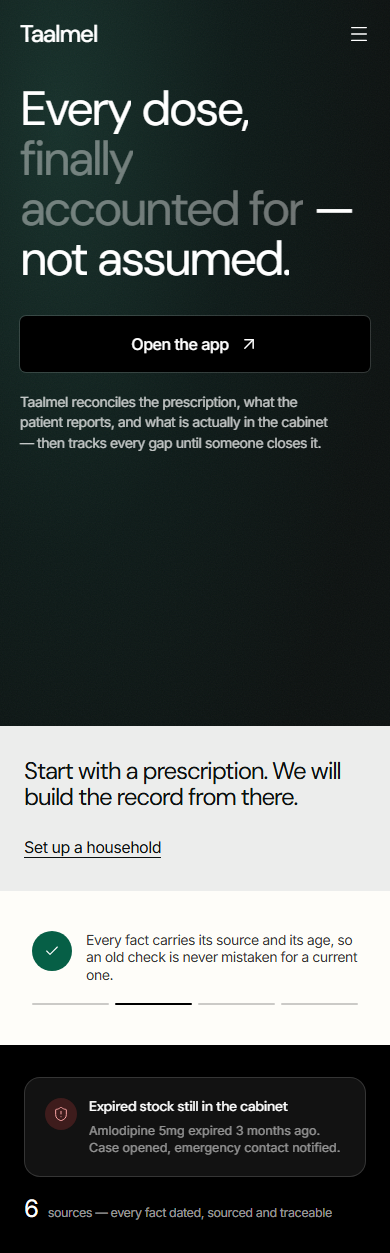 Taalmel
Every dose,
finally
accounted for —
not assumed.
Open the app
Taalmel reconciles the prescription, what the
patient reports, and what is actually in the cabinet
— then tracks every gap until someone closes it.
Start with a prescription. We will
build the record from there.
Set up a household
Every fact carries its source and its age, so
an old check is never mistaken for a current
one.
Expired stock still in the cabinet
Amlodipine 5mg expired 3 months ago.
Case opened, emergency contact notified.
6 sources — every fact dated, sourced and traceable